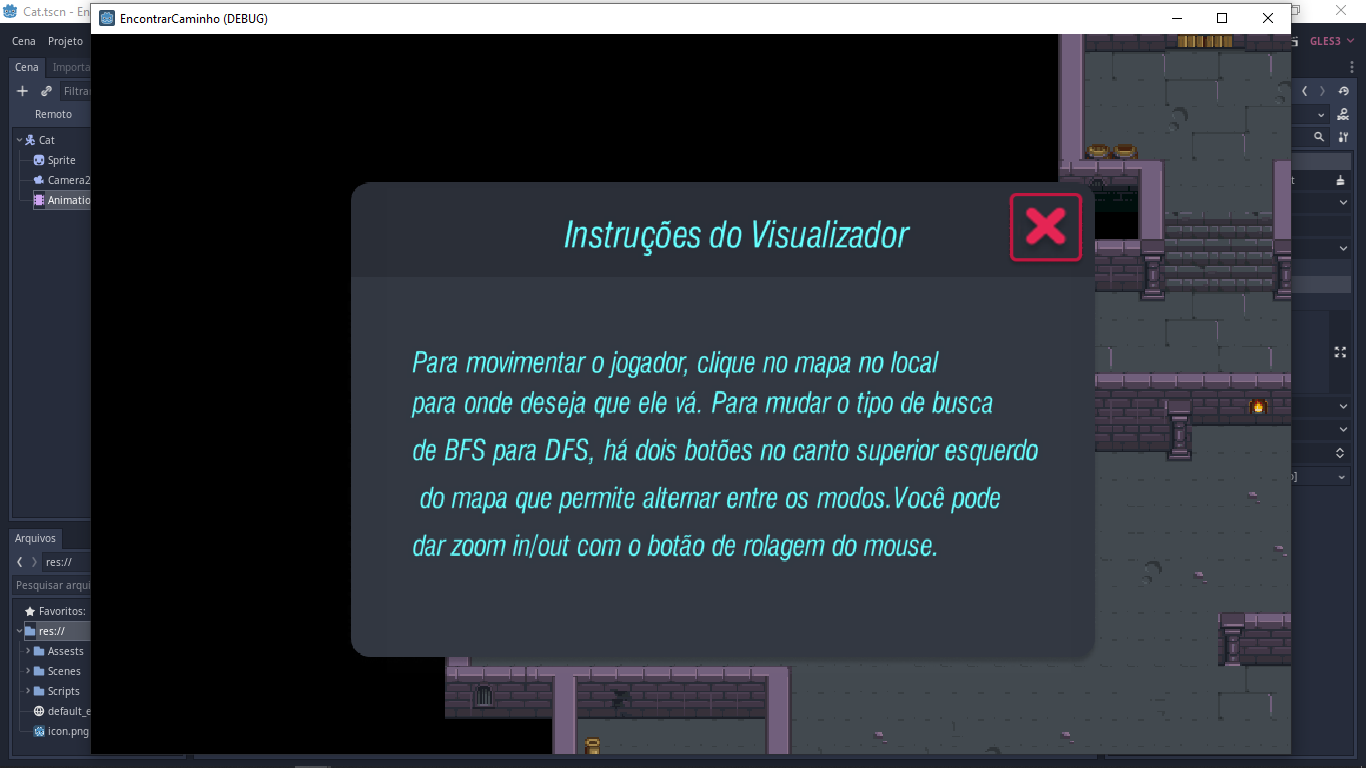 Cat.tscn - En
EncontrarCaminho (DEBUG)
Cena Projeto
GLES3
Cena Importa
Filtrar
Remoto
Cat
Sprite
Camera2
Animatio
Instruções do Visualizador
Para movimentar o jogador, clique no mapa no local
para onde deseja que ele vá. Para mudar o tipo de busca
de BFS para DFS, há dois botões no canto superior esquerdo
do mapa que permite alternar entre os modos.Você pode
dar zoom in/out com o botão de rolagem do mouse.
Arquivos
res://
Pesquisar arqui
Favoritos:
res://
Assests
Scenes
Scripts
default_e
icon.png